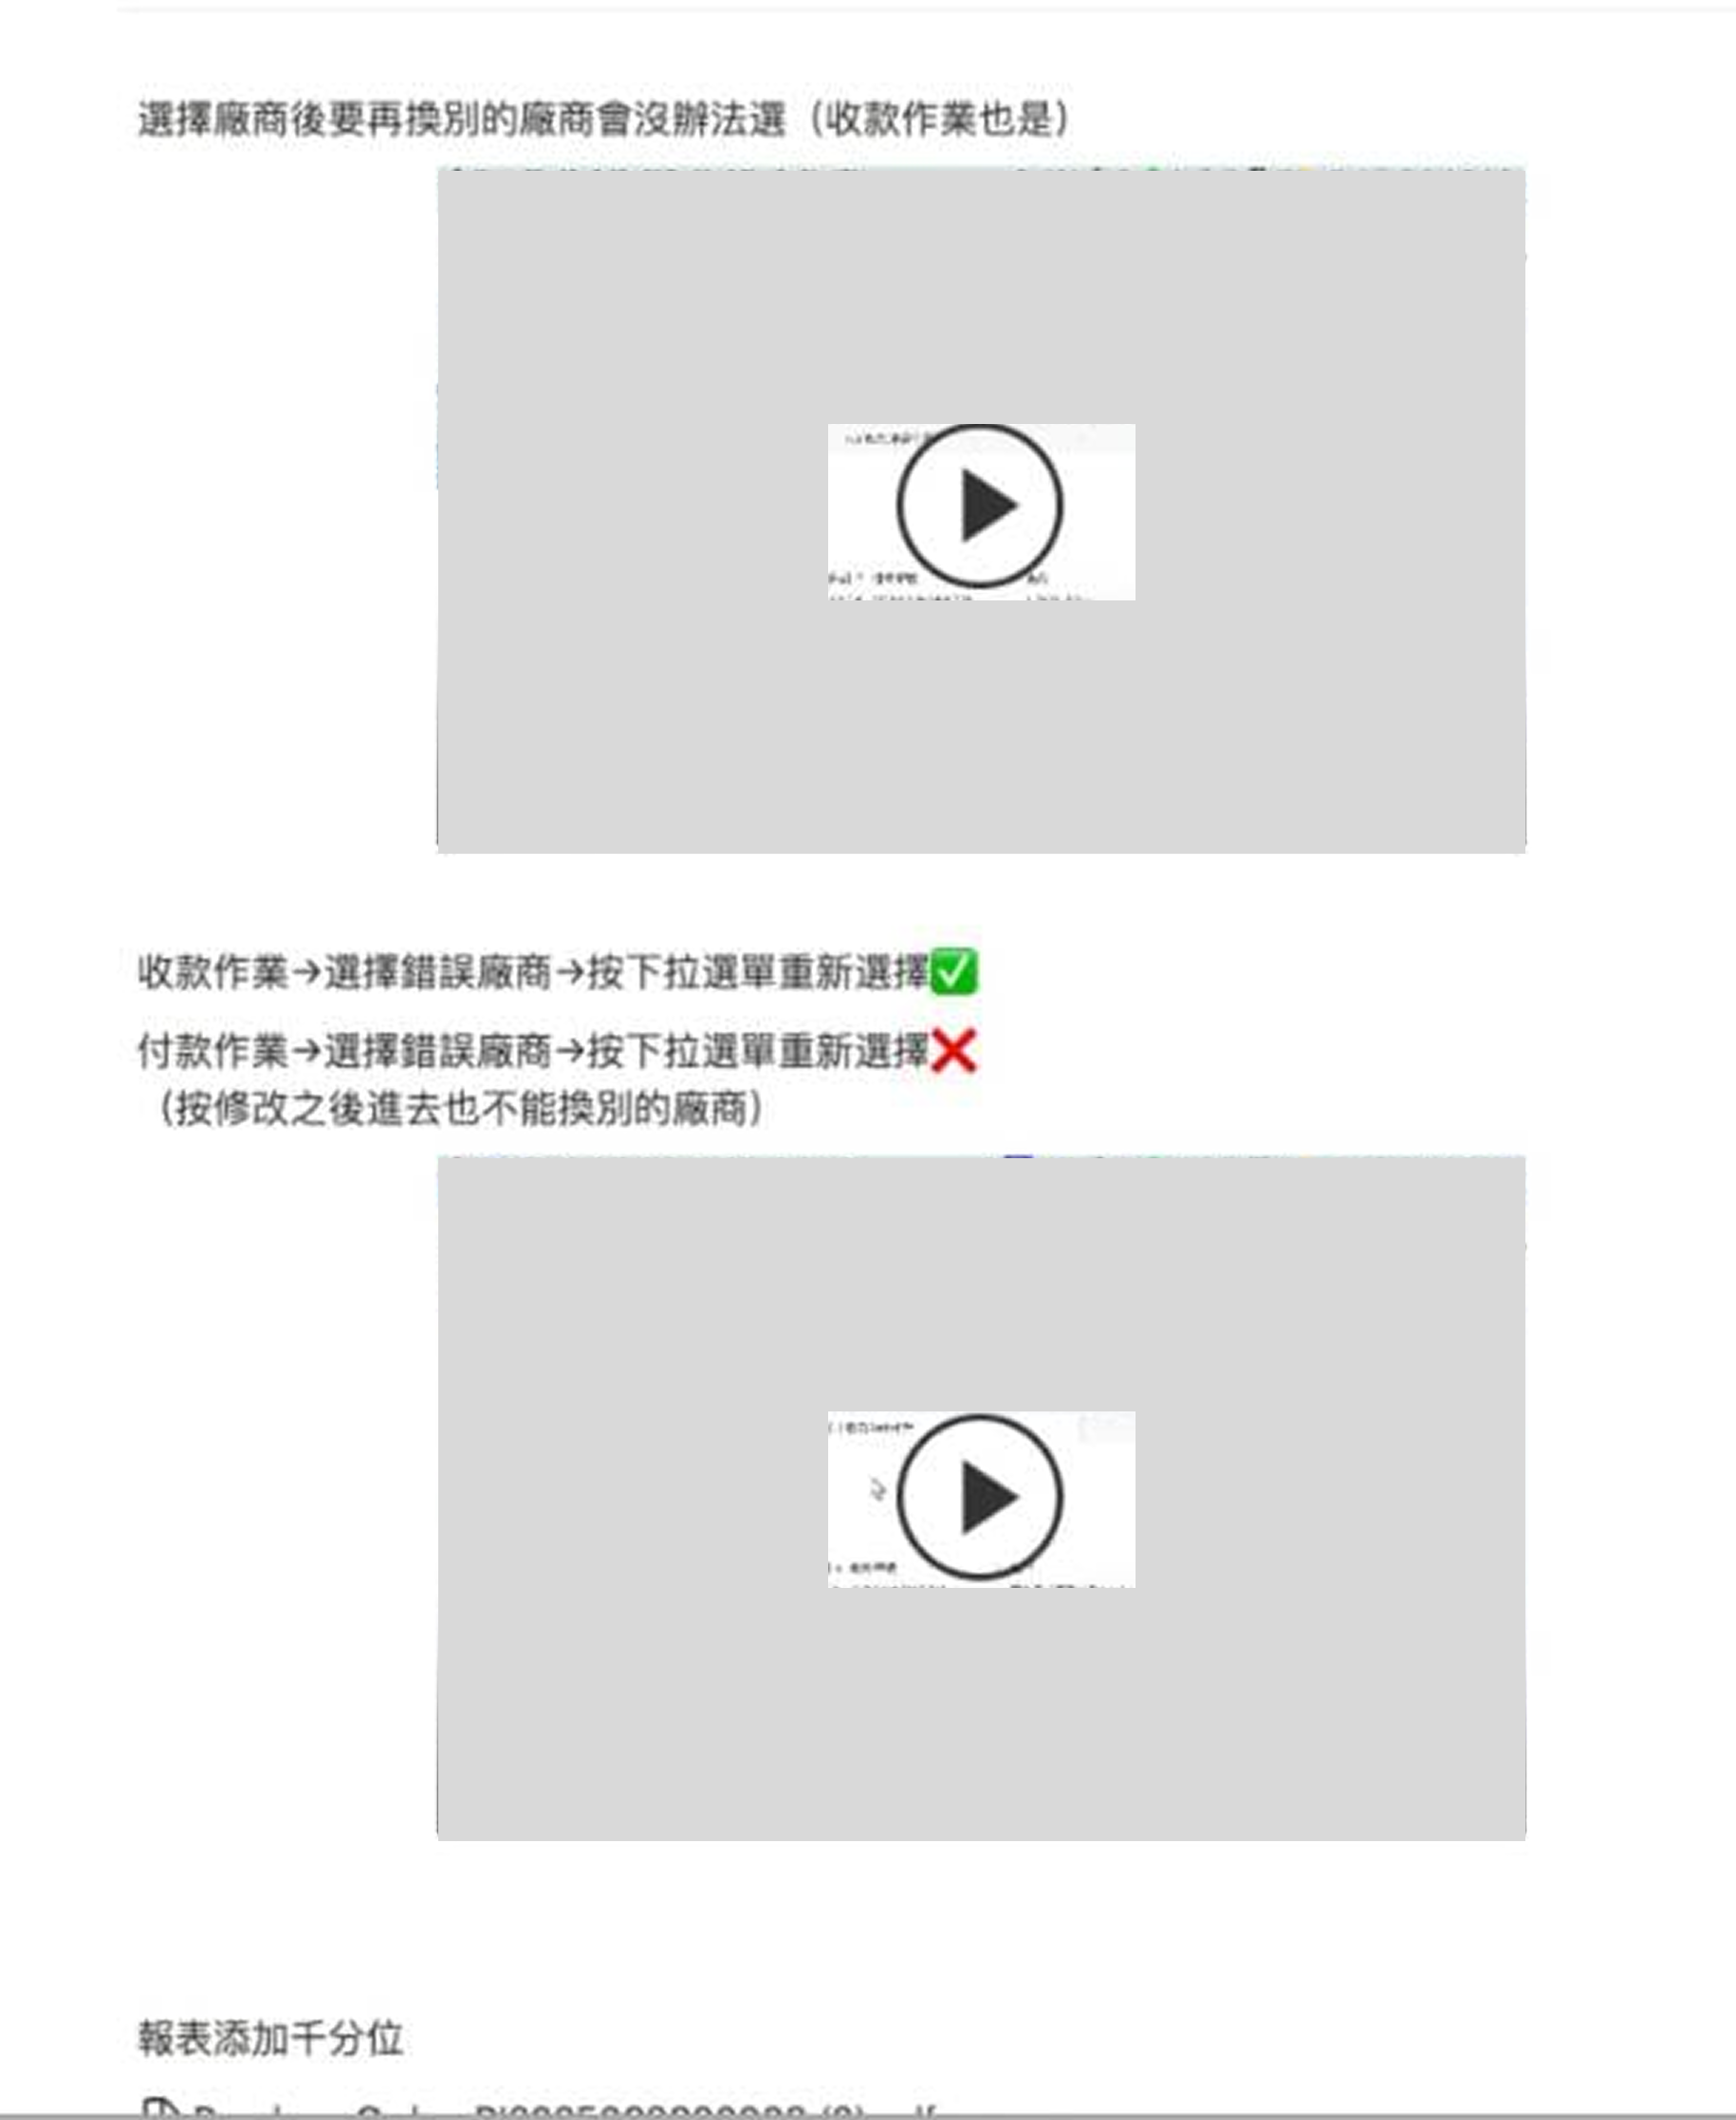 選擇廠商後要再換別的廠商會沒辦法選（收款作業也是）
收款作業→選擇錯誤廠商→按下拉選單重新選擇✅
付款作業→選擇錯誤廠商→按下拉選單重新選擇❌
（按修改之後進去也不能換別的廠商）
報表添加千分位